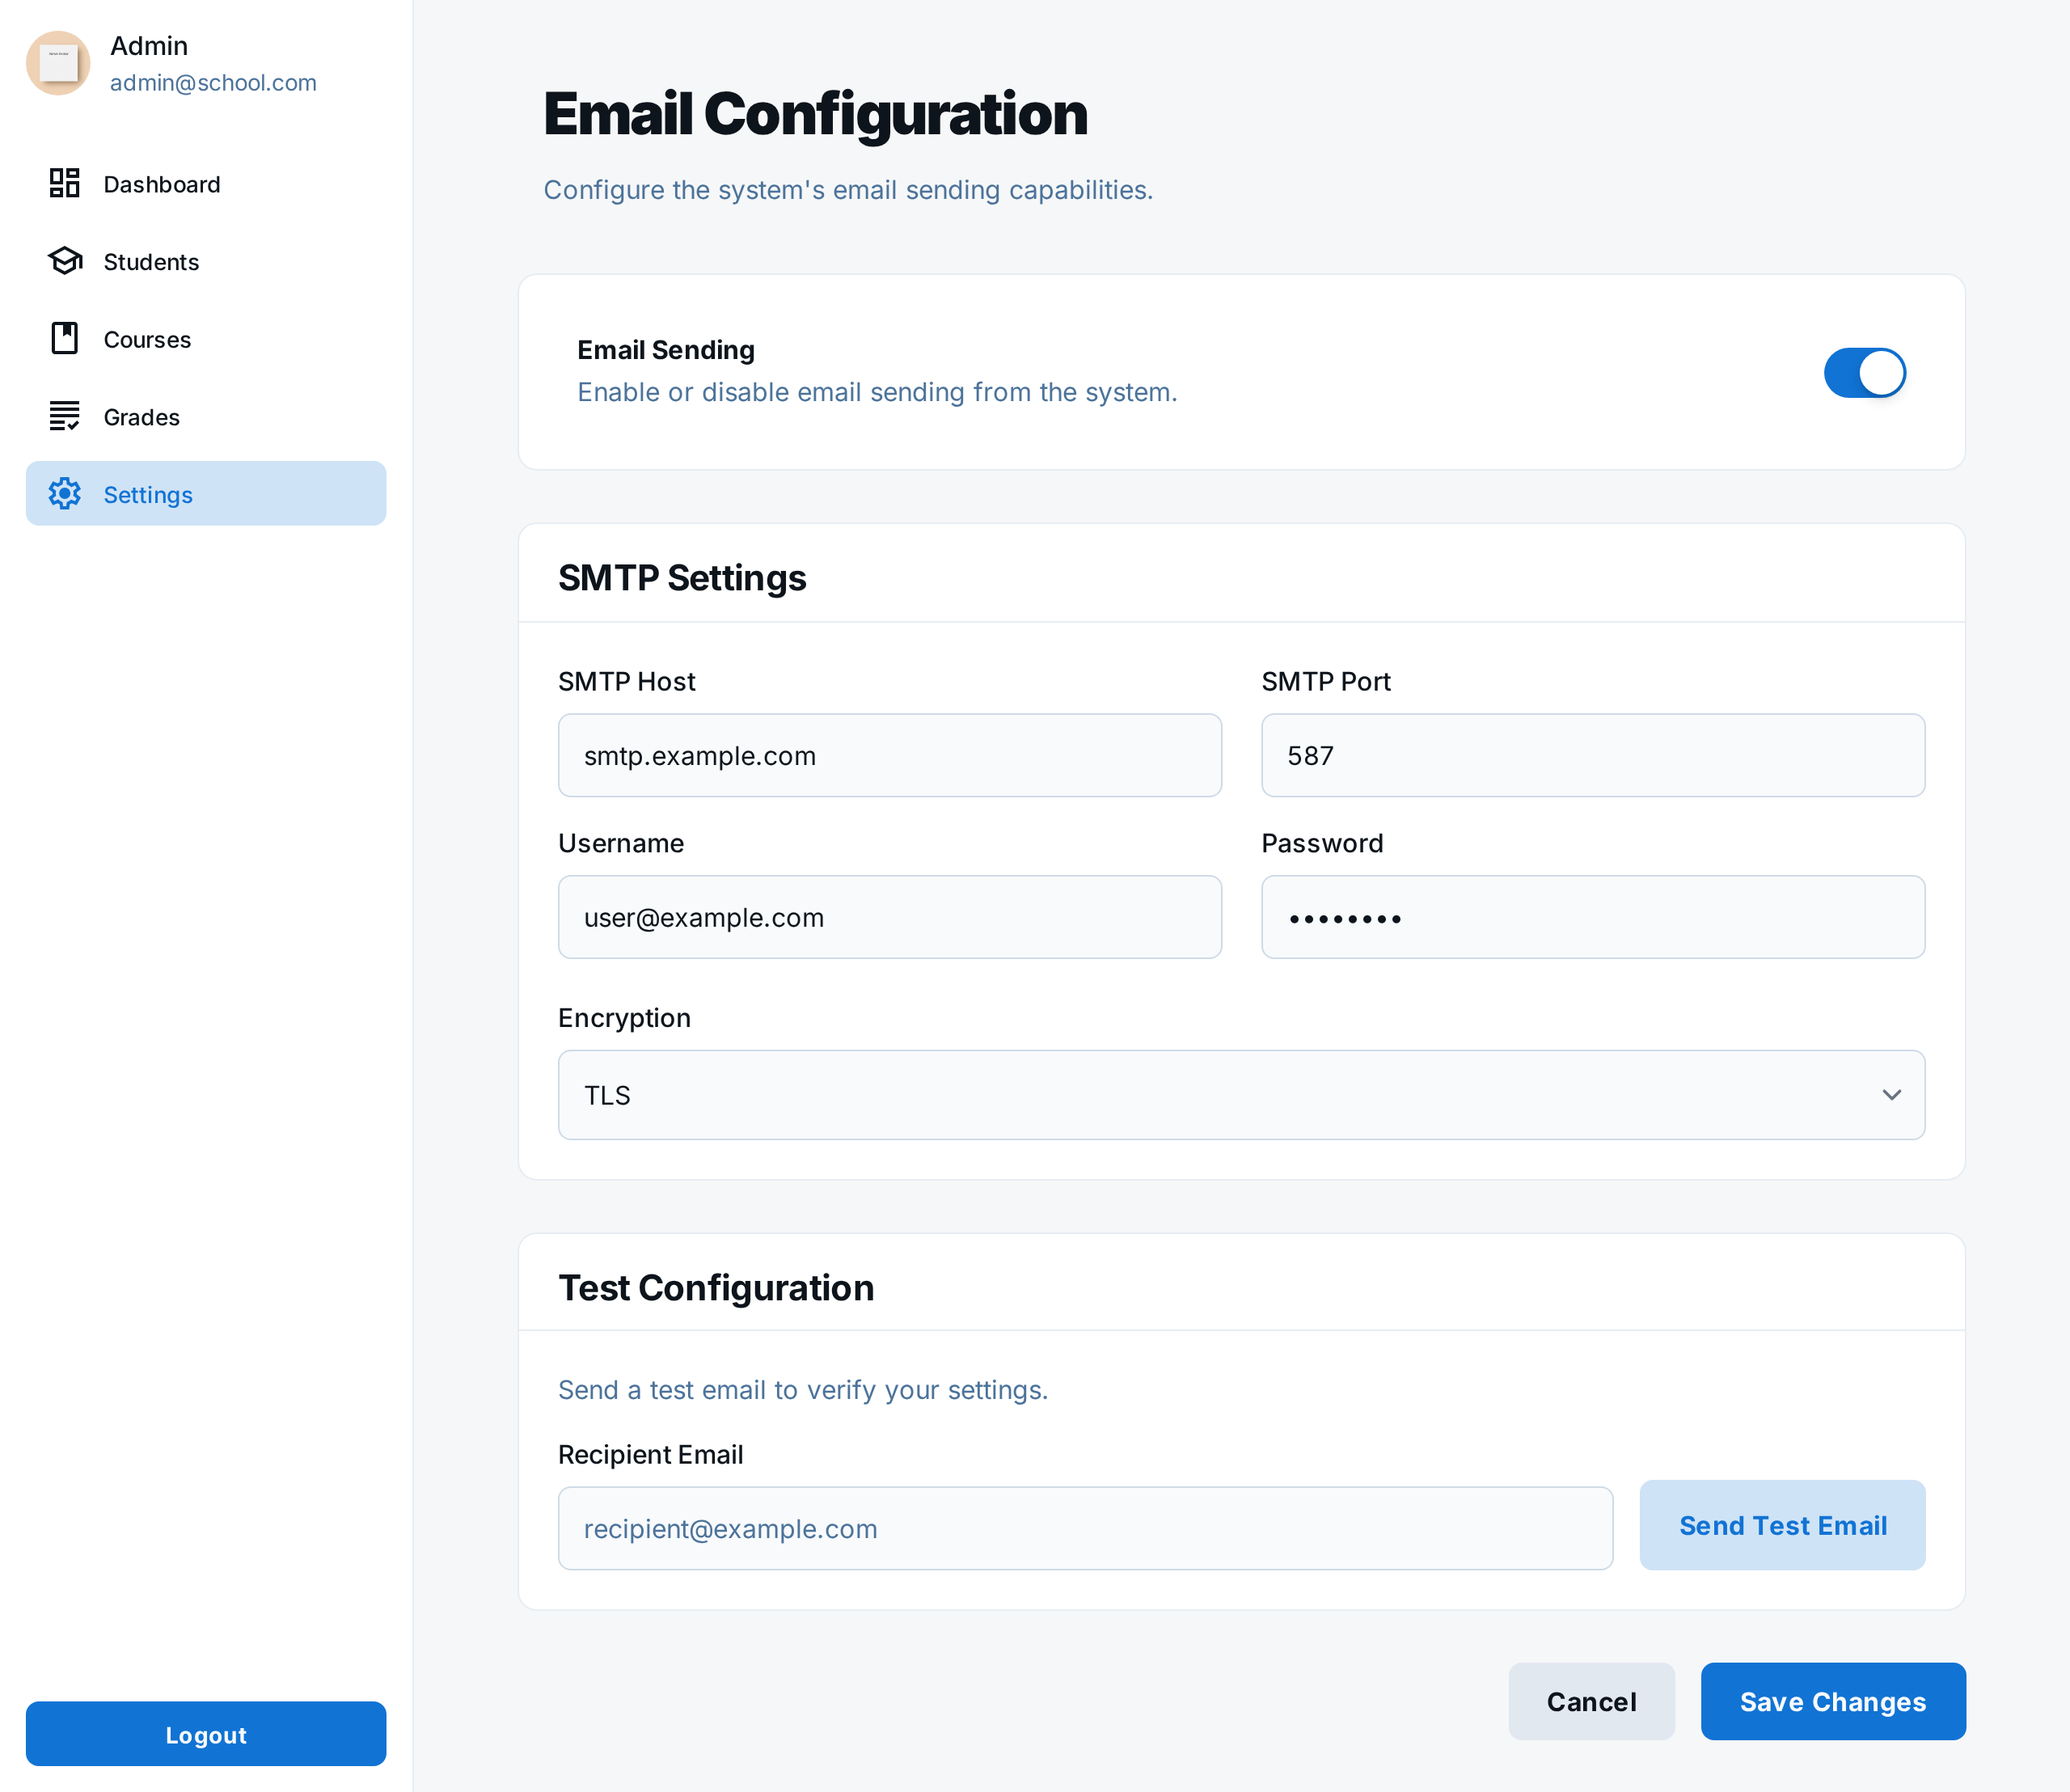 Admin
admin@school.com
Dashboard
Students
Courses
Grades
Settings
Logout
Email Configuration
Configure the system's email sending capabilities.
Email Sending
Enable or disable email sending from the system.
SMTP Settings
SMTP Host
SMTP Port
smtp.example.com
587
Username
Password
user@example.com
••••••••
Encryption
TLS
Test Configuration
Send a test email to verify your settings.
Recipient Email
recipient@example.com
Send Test Email
Cancel
Save Changes